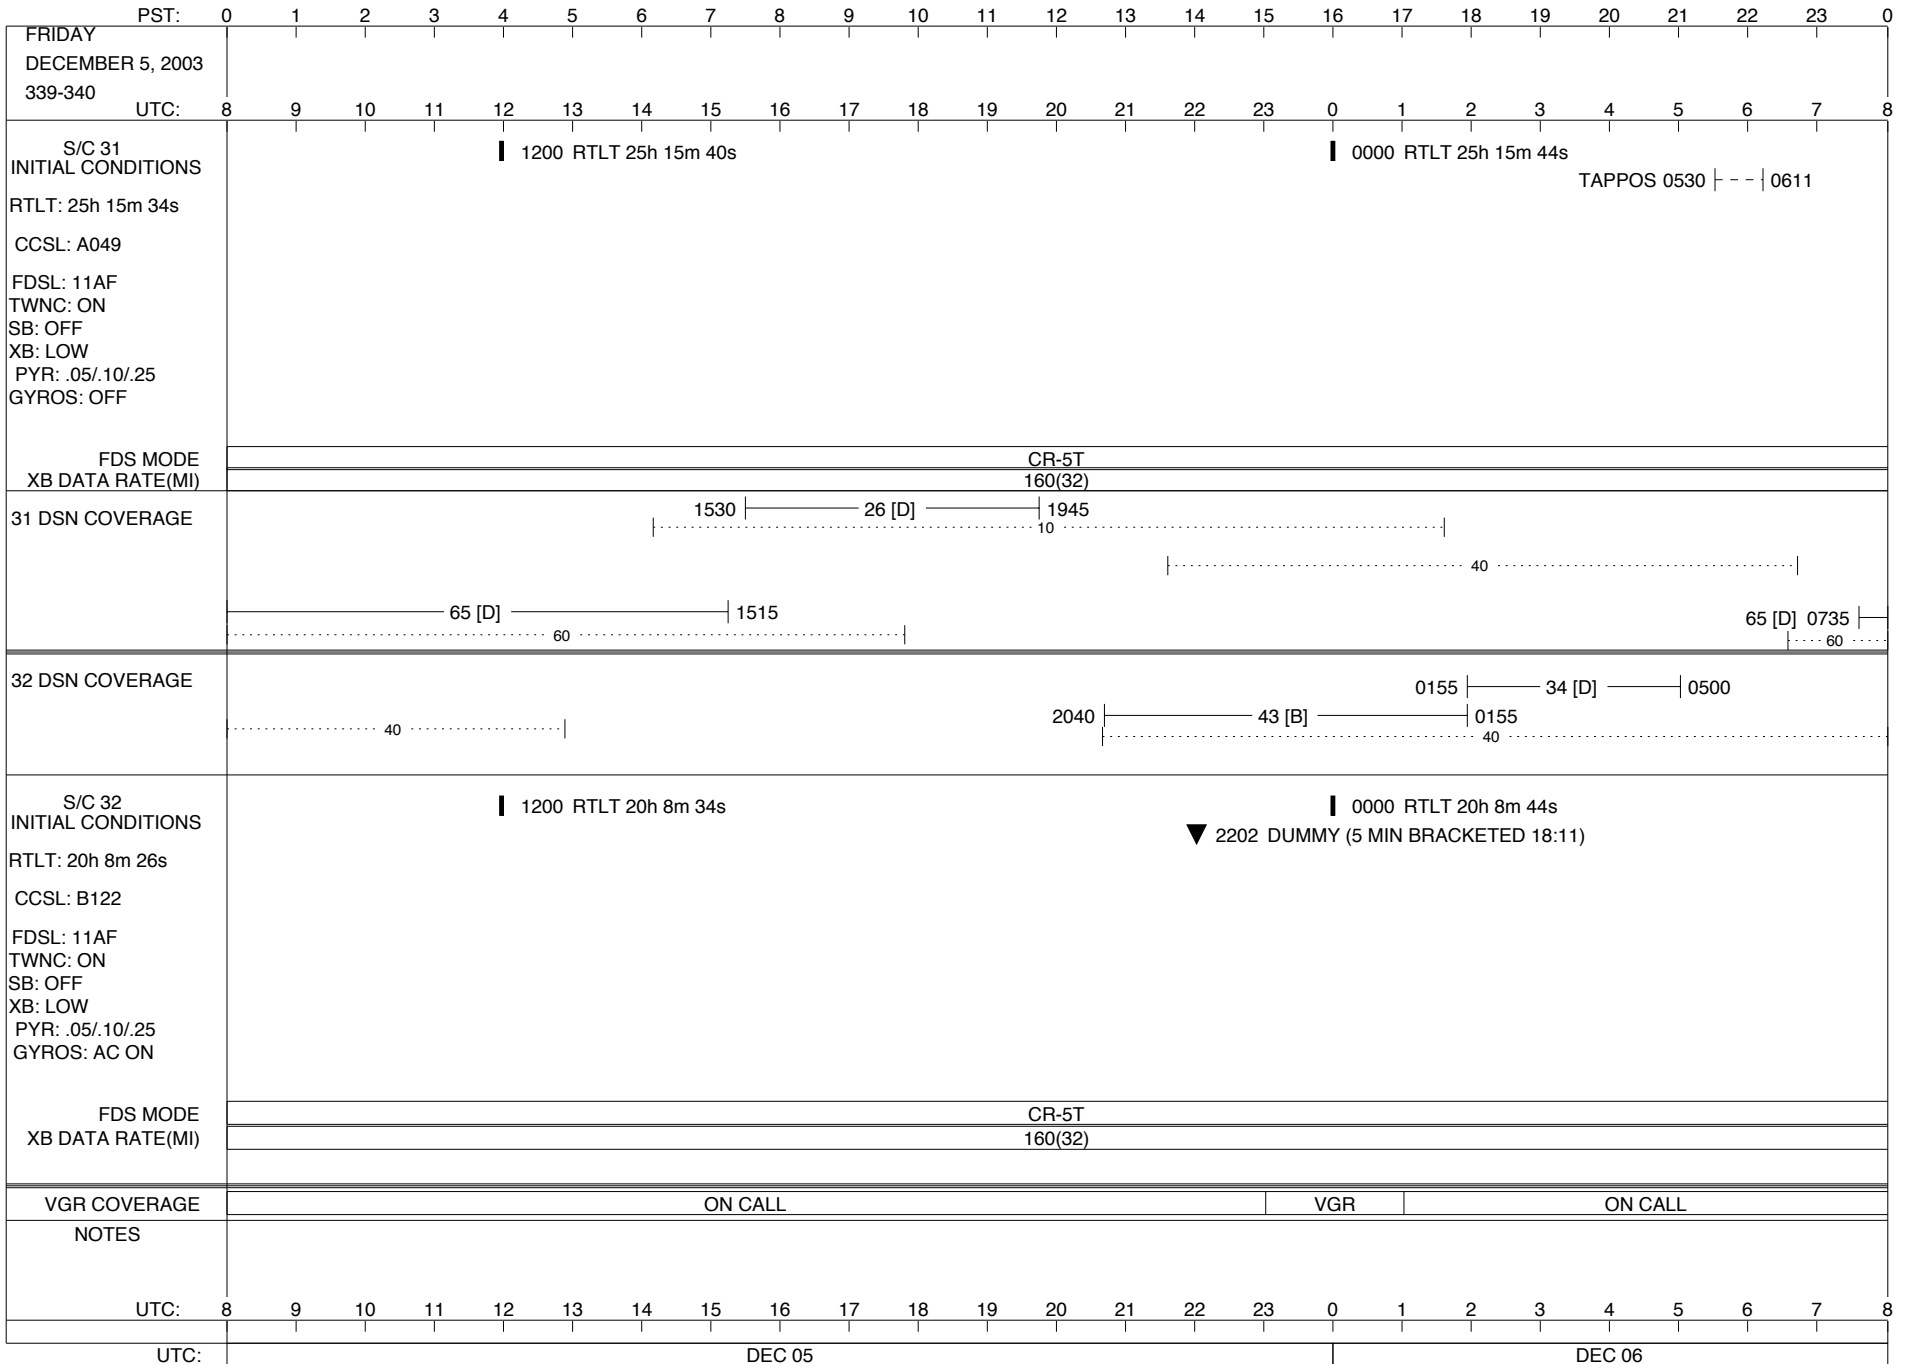 PST: 0 1 2 3 4 5 6 7 8 9 10 11 12 13 14 15 16 17 18 19 20 21 22 23 0
FRIDAY
DECEMBER 5, 2003
339-340
UTC: 8 9 10 11 12 13 14 15 16 17 18 19 20 21 22 23 0 1 2 3 4 5 6 7 8
S/C 31
INITIAL CONDITIONS
1200 RTLT 25h 15m 40s
0000 RTLT 25h 15m 44s
TAPPOS 0530 0611
RTLT: 25h 15m 34s
CCSL: A049
FDSL: 11AF
TWNC: ON
SB: OFF
XB: LOW
PYR: .05/.10/.25
GYROS: OFF
FDS MODE CR-5T
XB DATA RATE(MI) 160(32)
31 DSN COVERAGE
1530 26 [D] 1945
10
40
65 [D] 1515
65 [D] 0735
60
60
32 DSN COVERAGE
0155 34 [D] 0500
2040 43 [B] 0155
40
40
S/C 32
INITIAL CONDITIONS
1200 RTLT 20h 8m 34s
0000 RTLT 20h 8m 44s
2202 DUMMY (5 MIN BRACKETED 18:11)
RTLT: 20h 8m 26s
CCSL: B122
FDSL: 11AF
TWNC: ON
SB: OFF
XB: LOW
PYR: .05/.10/.25
GYROS: AC ON
FDS MODE CR-5T
XB DATA RATE(MI) 160(32)
VGR COVERAGE ON CALL VGR ON CALL
NOTES
UTC: 8 9 10 11 12 13 14 15 16 17 18 19 20 21 22 23 0 1 2 3 4 5 6 7 8
UTC: DEC 05 DEC 06